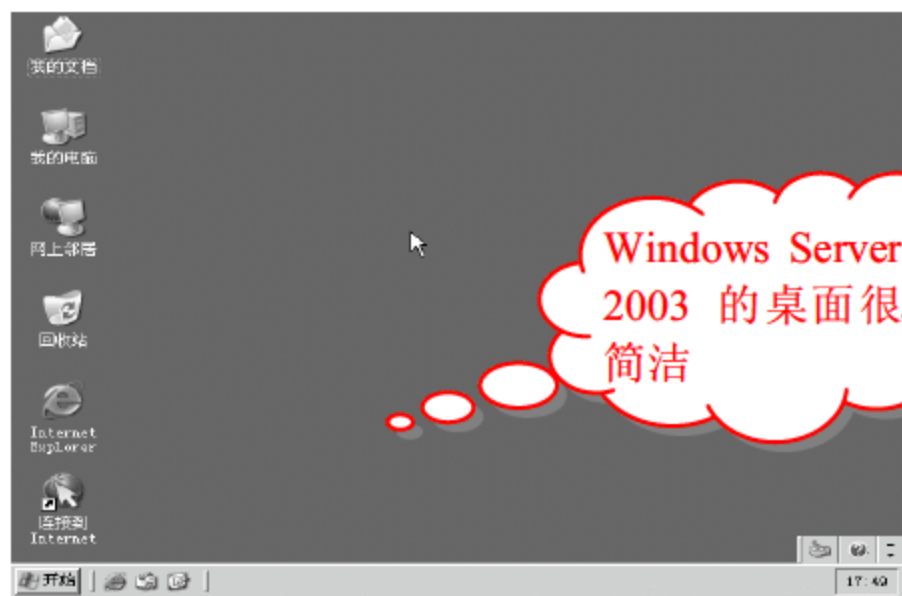 我的文档
我的电脑
网上邻居
回收站
Internet
Explorer
连接到
Internet
Windows Server
2003 的桌面很
简洁
开始
17:49